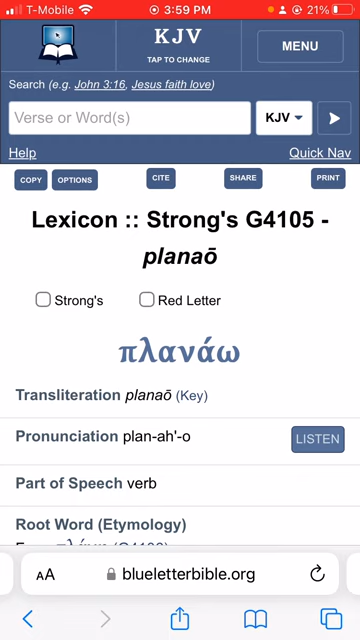 T-Mobile 3:59 PM 21%
KJV
TAP TO CHANGE
MENU
Search (e.g. John 3:16, Jesus faith love)
Verse or Word(s) KJV
Help Quick Nav
COPY OPTIONS CITE SHARE PRINT
Lexicon :: Strong's G4105 -
planaō
Strong's Red Letter
πλανάω
Transliteration planaō (Key)
Pronunciation plan-ah'-o LISTEN
Part of Speech verb
Root Word (Etymology)
AA blueletterbible.org